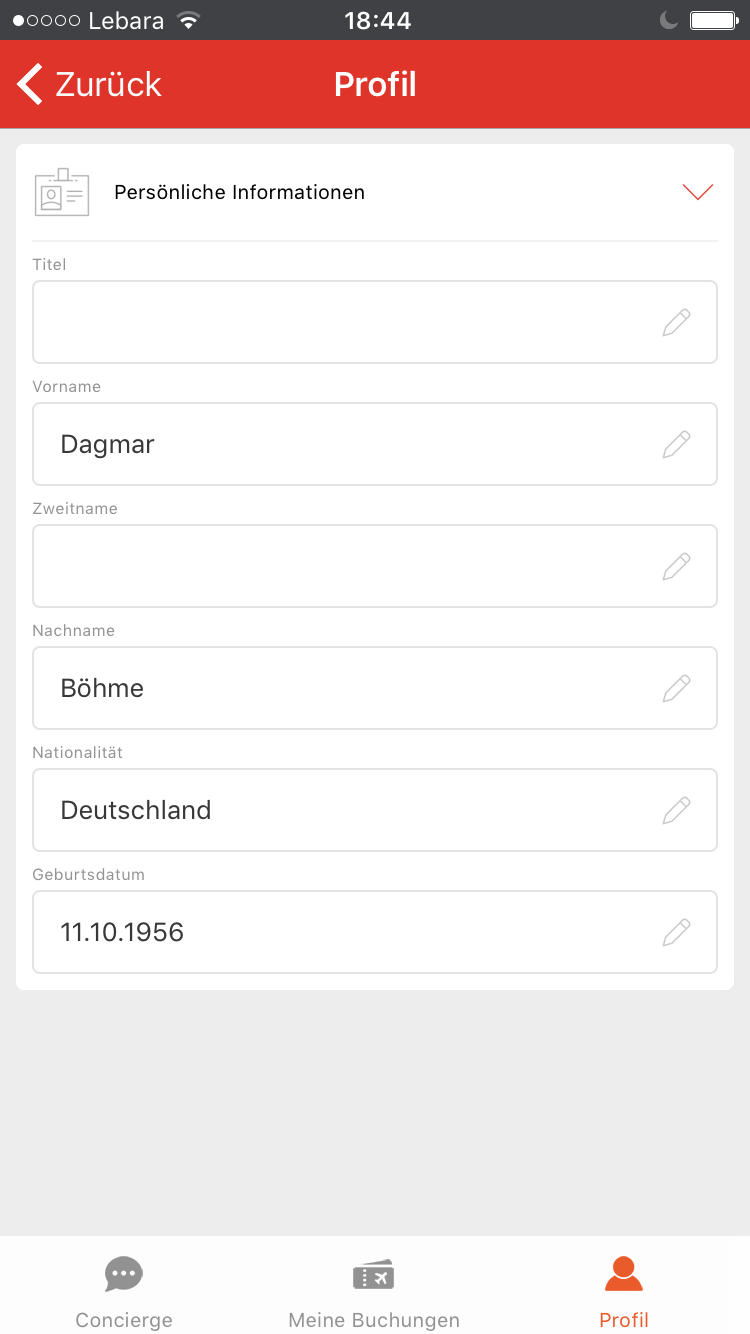 Lebara 18:44
Zurück Profil
Persönliche Informationen
Titel
Vorname
Dagmar
Zweitname
Nachname
Böhme
Nationalität
Deutschland
Geburtsdatum
11.10.1956
Concierge Meine Buchungen Profil